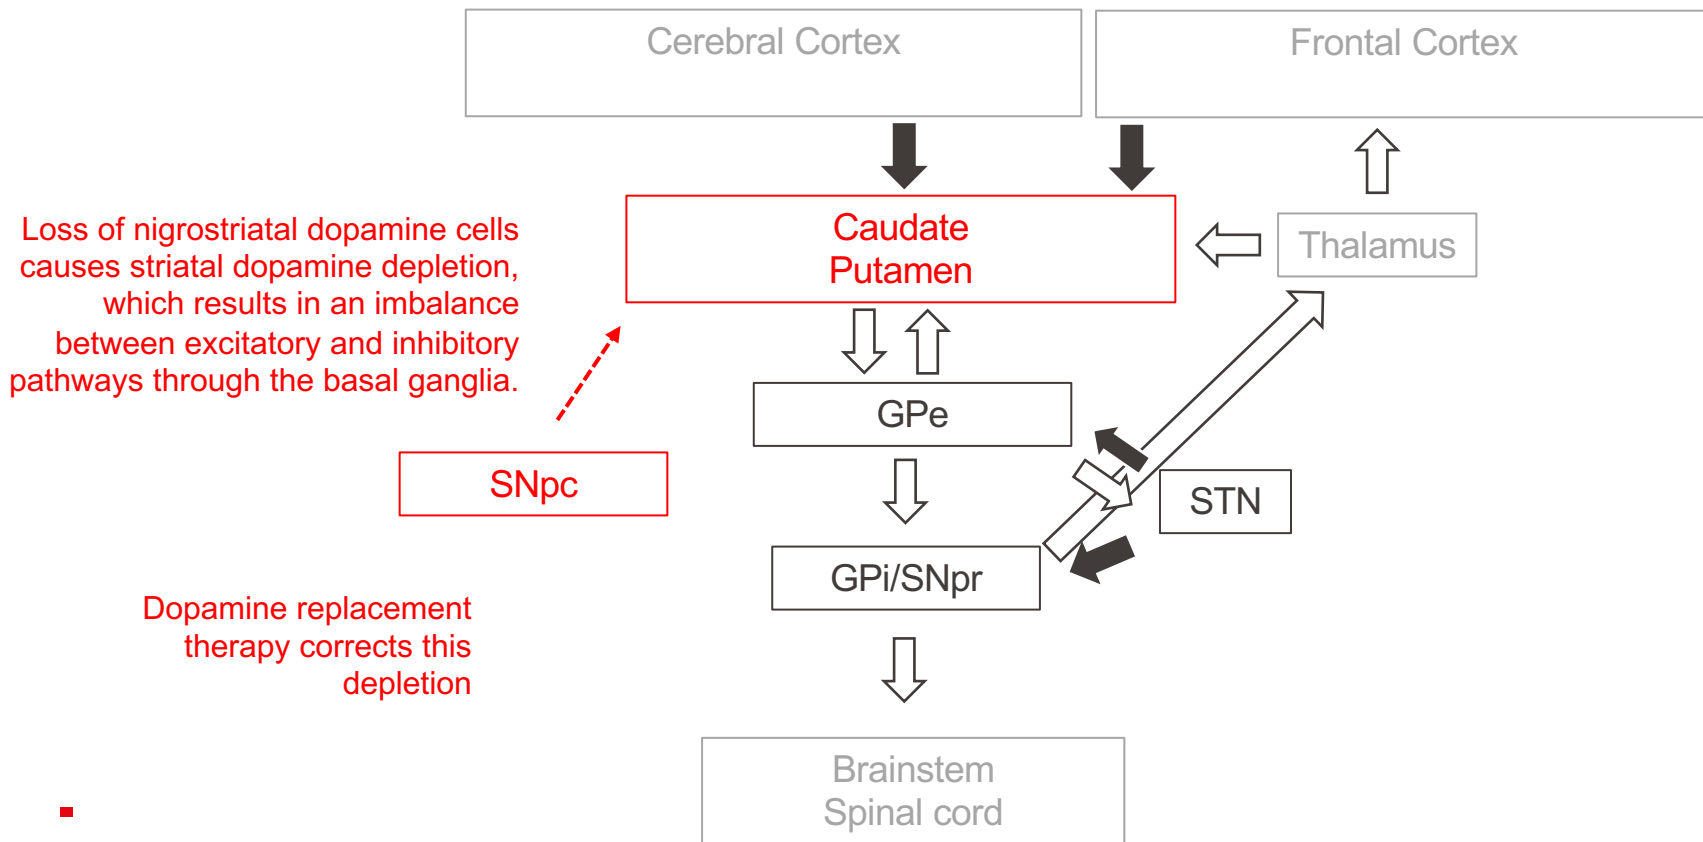 Cerebral Cortex
Frontal Cortex
Loss of nigrostriatal dopamine cells
causes striatal dopamine depletion,
which results in an imbalance
between excitatory and inhibitory
pathways through the basal ganglia.
Caudate
Putamen
Thalamus
GPe
SNpc
STN
GPi/SNpr
Dopamine replacement
therapy corrects this
depletion
Brainstem
Spinal cord